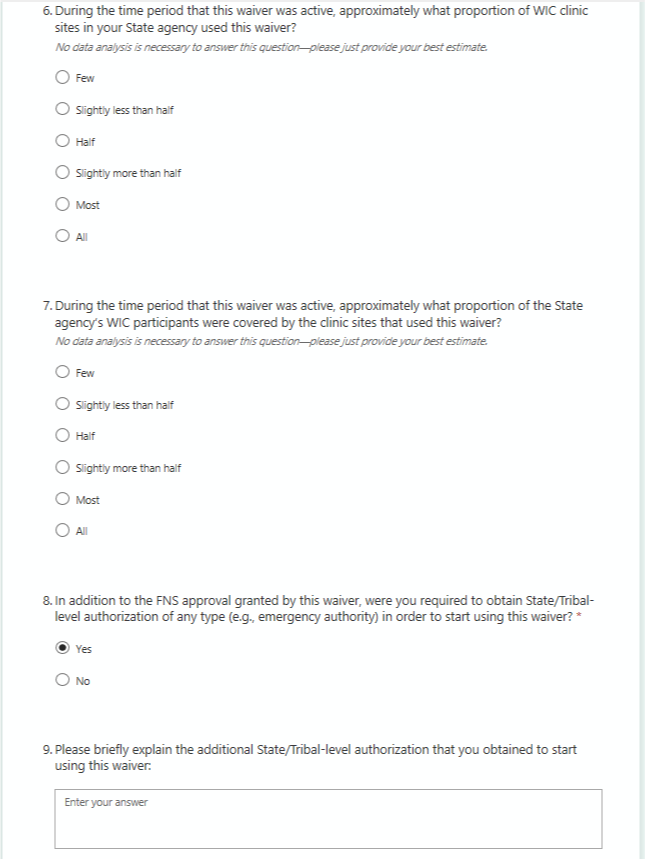 6. During the time period that this waiver was active, approximately what proportion of WIC clinic
sites in your State agency used this waiver?
No data analysis is necessary to answer this question—please just provide your best estimate.
Few
Slightly less than half
Half
Slightly more than half
Most
All
7. During the time period that this waiver was active, approximately what proportion of the State
agency's WIC participants were covered by the clinic sites that used this waiver?
No data analysis is necessary to answer this question—please just provide your best estimate.
Few
Slightly less than half
Half
Slightly more than half
Most
All
8. In addition to the FNS approval granted by this waiver, were you required to obtain State/Tribal-
level authorization of any type (e.g., emergency authority) in order to start using this waiver? *
Yes
No
9. Please briefly explain the additional State/Tribal-level authorization that you obtained to start
using this waiver:
Enter your answer